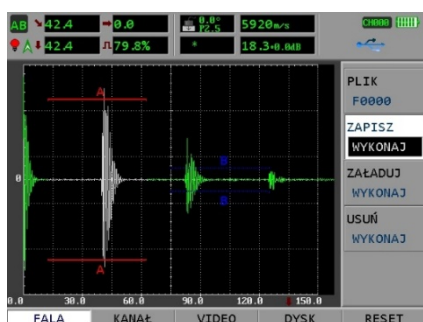 AB 42.4 0.0 0.0° P2.5 5920m/s CH000
A 42.4 79.8% * 18.3+0.0dB
PLIK
F0000
ZAPISZ
WYKONAJ
ZAŁADUJ
WYKONAJ
USUŃ
WYKONAJ
A
B
0
B
A
0.0 30.0 60.0 90.0 120.0 150.0
FALA KANAŁ VIDEO DYSK RESET